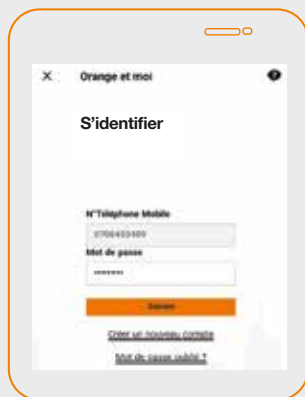 X Orange et moi ?
S'identifier
N°Téléphone Mobile
Mot de passe
••••••••
Créer un nouveau compte
Mot de passe oublié ?